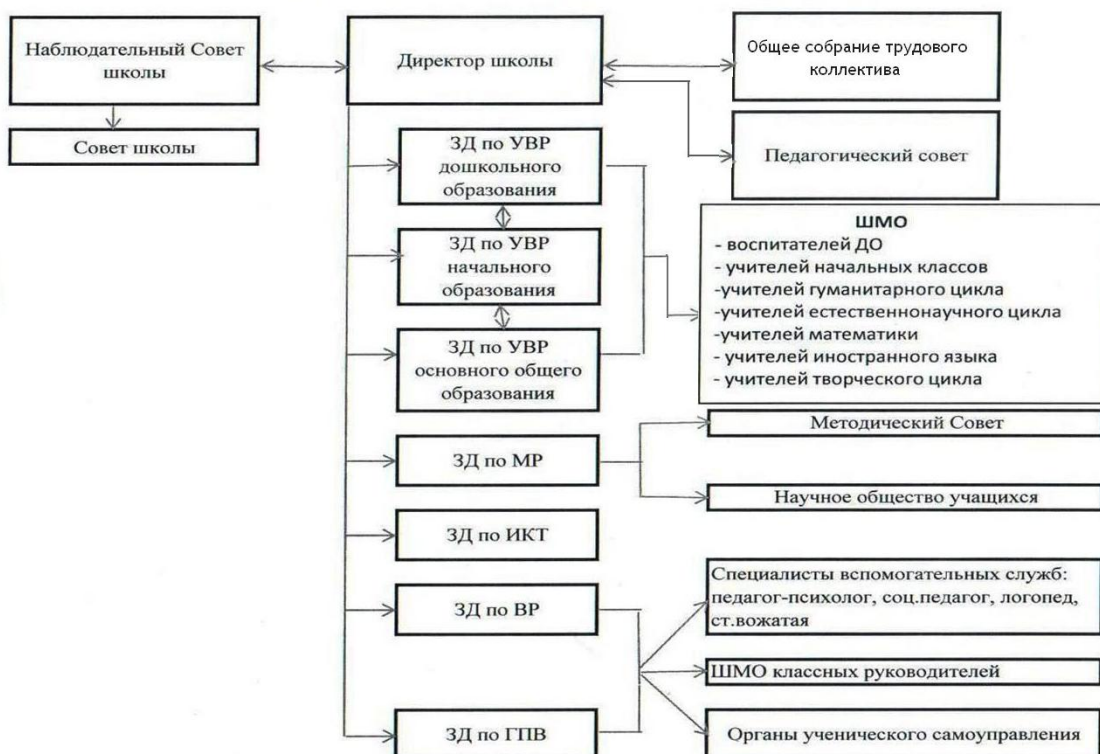 Наблюдательный Совет
школы
Директор школы
Общее собрание трудового
коллектива
Совет школы
Педагогический совет
ЗД по УВР
дошкольного
образования
ЗД по УВР
начального
образования
ЗД по УВР
основного общего
образования
ШМО
- воспитателей ДО
- учителей начальных классов
-учителей гуманитарного цикла
-учителей естественнонаучного цикла
-учителей математики
- учителей иностранного языка
- учителей творческого цикла
ЗД по МР
Методический Совет
Научное общество учащихся
ЗД по ИКТ
ЗД по ВР
ЗД по ГПВ
Специалисты вспомогательных служб:
педагог-психолог, соц.педагог, логопед,
ст.вожатая
ШМО классных руководителей
Органы ученического самоуправления